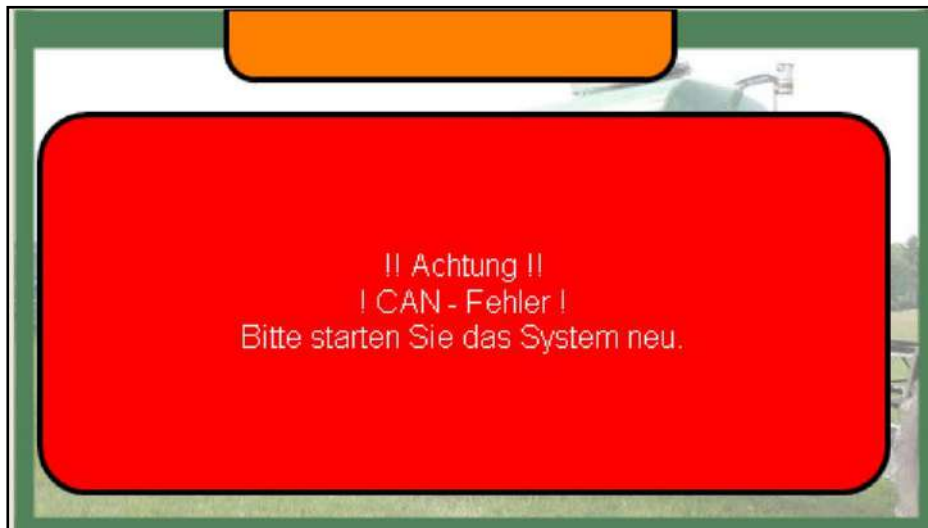 !! Achtung !!
! CAN - Fehler !
Bitte starten Sie das System neu.